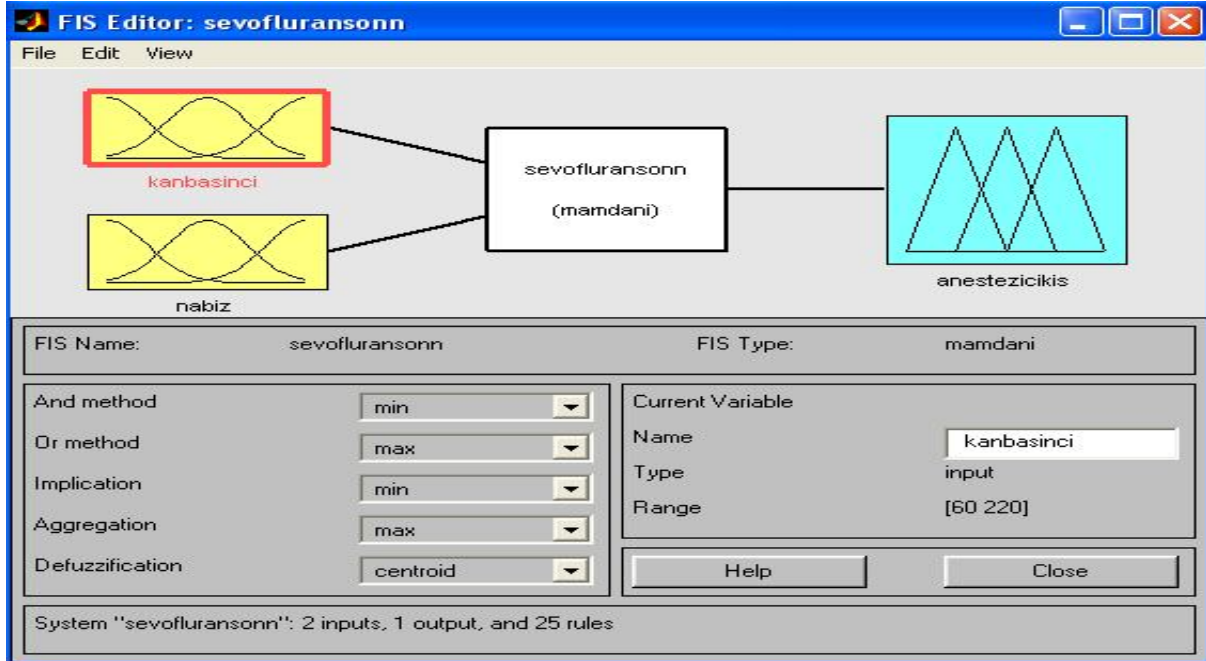 FIS Editor: sevofluransonn
File Edit View
kanbasinci
nabiz
sevofluransonn
(mamdani)
anestezicikis
FIS Name: sevofluransonn FIS Type: mamdani
And method min
Or method max
Implication min
Aggregation max
Defuzzification centroid
Current Variable
Name kanbasinci
Type input
Range [60 220]
Help Close
System "sevofluransonn": 2 inputs, 1 output, and 25 rules